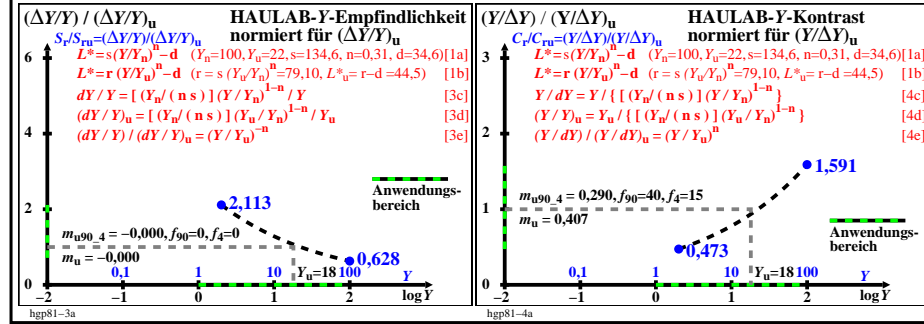 (ΔY/Y) / (ΔY/Y)u HAULAB-Y-Empfindlichkeit
Sr/Sru=(ΔY/Y)/(ΔY/Y)u normiert für (ΔY/Y)u
6
L*=s(Y/Yn)^n–d (Yn=100, Yu=22, s=134,6, n=0,31, d=34,6)[1a]
L*=r(Y/Yu)^n–d (r = s (Yu/Yn)^n=79,10, L*u = r–d = 44,5) [1b]
dY / Y = [ (Yn/( n s ) ] (Y / Yn)^1–n / Y [3c]
4
(dY / Y)u = [ (Yn/( n s ) ] (Yu / Yn)^1–n / Yu [3d]
(dY / Y) / (dY / Y)u = (Y / Yu)^–n [3e]
2
2,113
Anwendungs-
bereich
mu90_4 = –0,000, f90=0, f4=0
mu = –0,000
0,628
0,1 1 10 Yu=18 100 Y
0
–2 –1 0 1 2 log Y
hgp81–3a
(Y/ΔY) / (Y/ΔY)u HAULAB-Y-Kontrast
Cr/Cru=(Y/ΔY)/(Y/ΔY)u normiert für (Y/ΔY)u
3
L*=s(Y/Yn)^n–d (Yn=100, Yu=22, s=134,6, n=0,31, d=34,6)[1a]
L*=r(Y/Yu)^n–d (r = s (Yu/Yn)^n=79,10, L*u = r–d = 44,5) [1b]
Y / dY = Y / { [ (Yn/( n s ) ] (Y / Yn)^1–n } [4c]
2
(Y / dY)u = Yu / { [ (Yn/( n s ) ] (Yu / Yn)^1–n } [4d]
(Y / dY) / (Y / dY)u = (Y / Yu)^n [4e]
1,591
mu90_4 = 0,290, f90=40, f4=15
1
mu = 0,407
0,473
Anwendungs-
bereich
0,1 1 10 Yu=18 100 Y
0
–2 –1 0 1 2 log Y
hgp81–4a